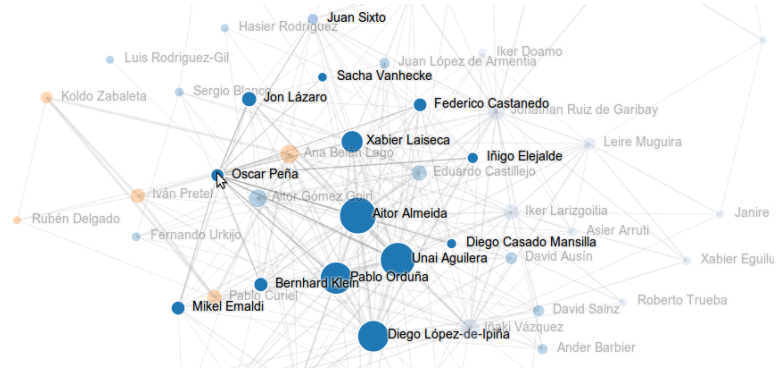 Juan Sixto
Hasier Rodríguez
Iker Doamo
Luis Rodriguez-Gil
Juan López de Armentia
Sacha Vanhecke
Sergio Blanco
Koldo Zabaleta
Jon Lázaro
Federico Castanedo
Jonathan Ruiz de Garibay
Xabier Laiseca
Leire Muguira
Ana Belén Lago
Iñigo Elejalde
Oscar Peña
Eduardo Castillejo
Iván Pretel
Aitor Gómez Goiri
Aitor Almeida
Iker Larizgoitia
Janire
Rubén Delgado
Asier Arruti
Fernando Urkijo
Diego Casado Mansilla
Unai Aguilera
David Ausín
Xabier Eguilu
Pablo Orduña
Bernhard Klein
Pablo Curiel
Roberto Trueba
Mikel Emaldi
David Sainz
Iñaki Vázquez
Diego López-de-Ipiña
Ander Barbier